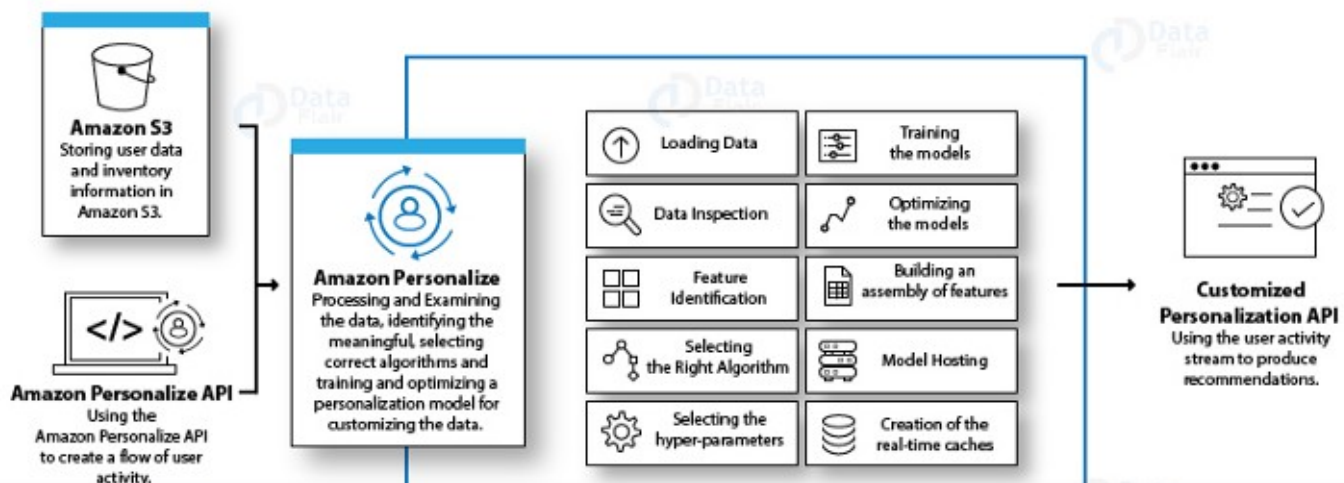 Amazon S3
Storing user data
and inventory
information in
Amazon S3.
</>
Amazon Personalize API
Using the
Amazon Personalize API
to create a flow of user
activity.
Amazon Personalize
Processing and Examining
the data, identifying the
meaningful, selecting
correct algorithms and
training and optimizing a
personalization model for
customizing the data.
Loading Data
Data Inspection
Feature
Identification
Selecting
the Right Algorithm
Selecting the
hyper-parameters
Training
the models
Optimizing
the models
Building an
assembly of features
Model Hosting
Creation of the
real-time caches
Customized
Personalization API
Using the user activity
stream to produce
recommendations.
Data
Flair
Data
Flair
Data
Flair